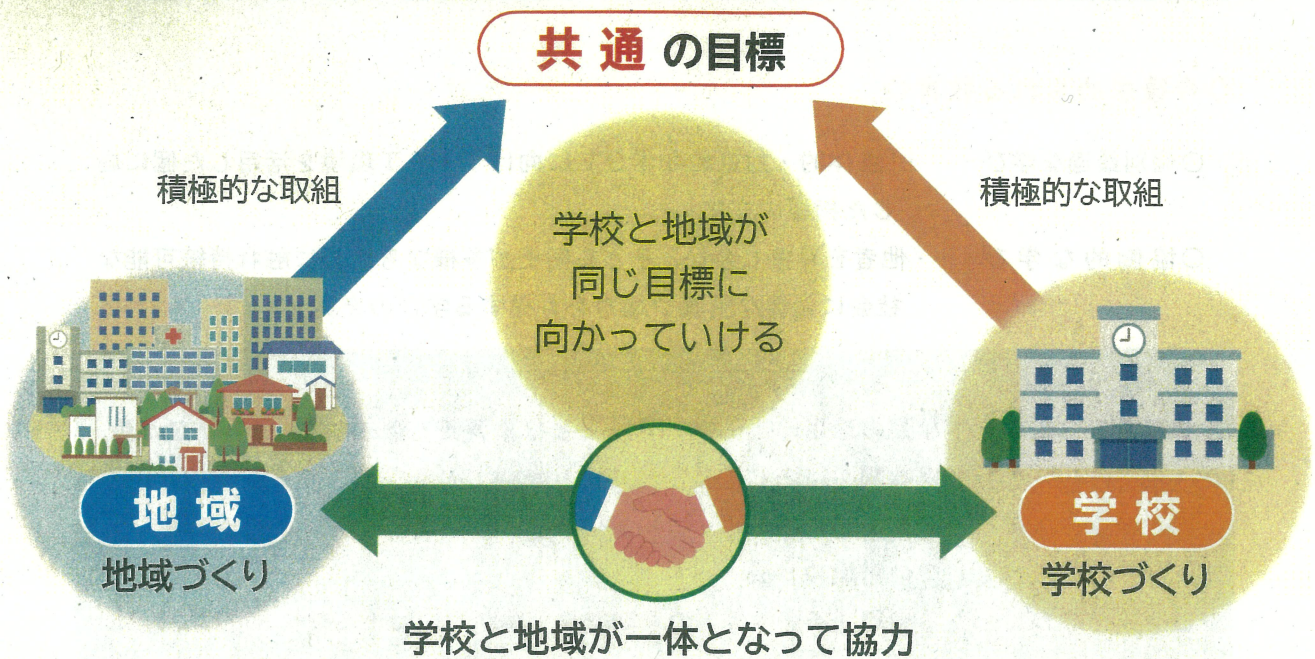 共通の目標
積極的な取組
積極的な取組
学校と地域が
同じ目標に
向かっていける
地域
地域づくり
学校
学校づくり
学校と地域が一体となって協力